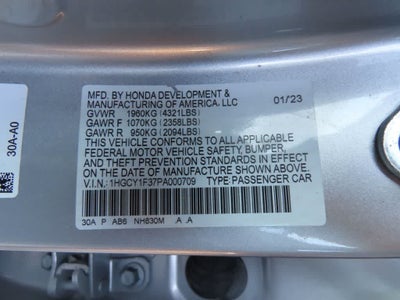 MFD. BY HONDA DEVELOPMENT &
MANUFACTURING OF AMERICA, LLC 01/23
GVWR 1960KG (4321LBS)
GAWR F 1070KG (2358LBS)
GAWR R 950KG (2094LBS)
THIS VEHICLE CONFORMS TO ALL APPLICABLE
FEDERAL MOTOR VEHICLE SAFETY, BUMPER,
AND THEFT PREVENTION STANDARDS IN EFFECT
ON THE DATE OF MANUFACTURE SHOWN ABOVE.
V.I.N.: 1HGCY1F37PA000709 TYPE: PASSENGER CAR
30A P AB6 NH830M .A .A
30A-A0